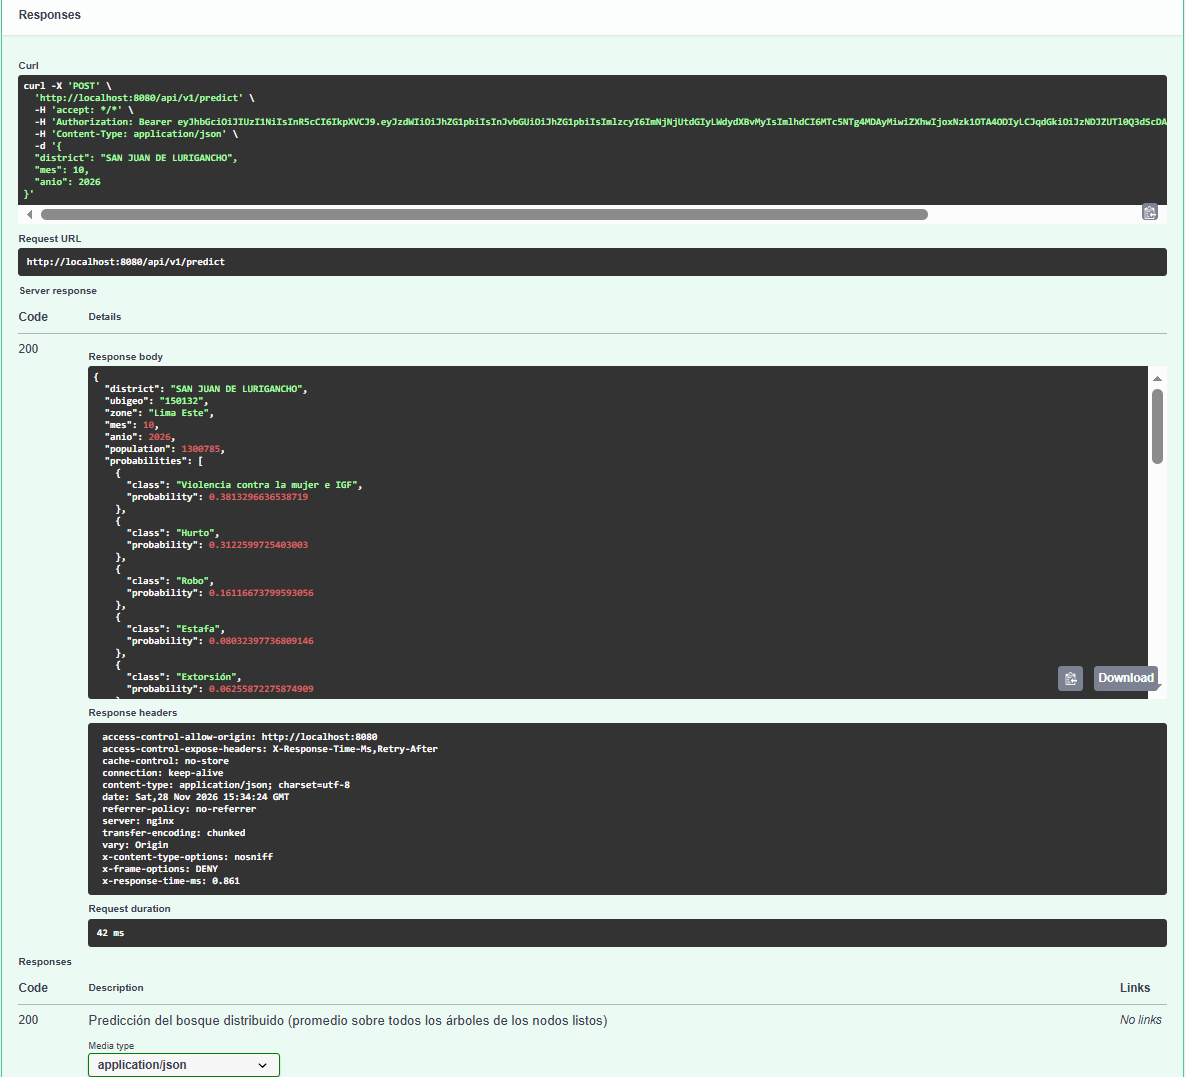 Responses
Curl
curl -X 'POST' \
'http://localhost:8080/api/v1/predict' \
-H 'accept: */*' \
-H 'Authorization: Bearer
-H 'Content-Type: application/json' \
-d '{
"district": "SAN JUAN DE LURIGANCHO",
"mes": 10,
"anio": 2026
}'
Request URL
http://localhost:8080/api/v1/predict
Server response
Code Details
200
Response body
{
"district": "SAN JUAN DE LURIGANCHO",
"ubigeo": "150132",
"zone": "Lima Este",
"mes": 10,
"anio": 2026,
"population": 1300785,
"probabilities": [
{
"class": "Violencia contra la mujer e IGF",
"probability": 0.3813296636538719
},
{
"class": "Hurto",
"probability": 0.3122599725403003
},
{
"class": "Robo",
"probability": 0.16116673799593056
},
{
"class": "Estafa",
"probability": 0.08032397736809146
},
{
"class": "Extorsión",
"probability": 0.06255872275874909
Download
Response headers
access-control-allow-origin: http://localhost:8080
access-control-expose-headers: X-Response-Time-Ms,Retry-After
cache-control: no-store
connection: keep-alive
content-type: application/json; charset=utf-8
date: Sat,28 Nov 2026 15:34:24 GMT
referrer-policy: no-referrer
server: nginx
transfer-encoding: chunked
vary: Origin
x-content-type-options: nosniff
x-frame-options: DENY
x-response-time-ms: 0.861
Request duration
42 ms
Responses
Code Description Links
200 Predicción del bosque distribuido (promedio sobre todos los árboles de los nodos listos) No links
Media type
application/json